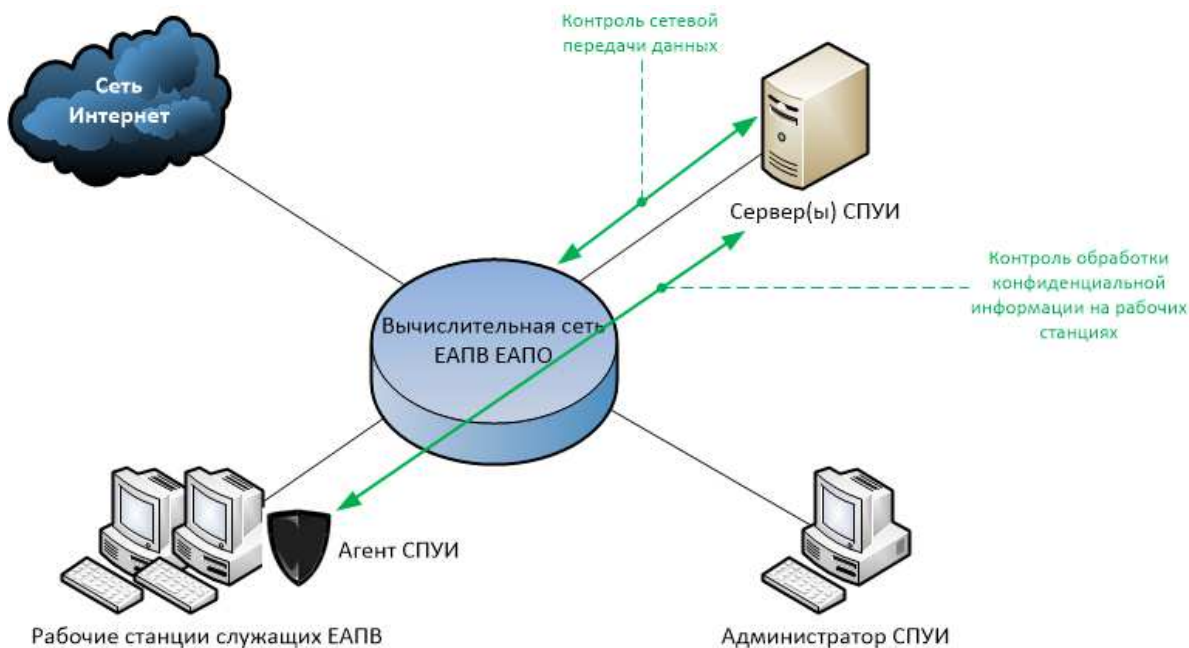 Контроль сетевой
передачи данных
Сеть
Интернет
Сервер(ы) СПУИ
Контроль обработки
конфиденциальной
информации на рабочих
станциях
Вычислительная сеть
ЕАПВ ЕАПО
Агент СПУИ
Рабочие станции служащих ЕАПВ
Администратор СПУИ